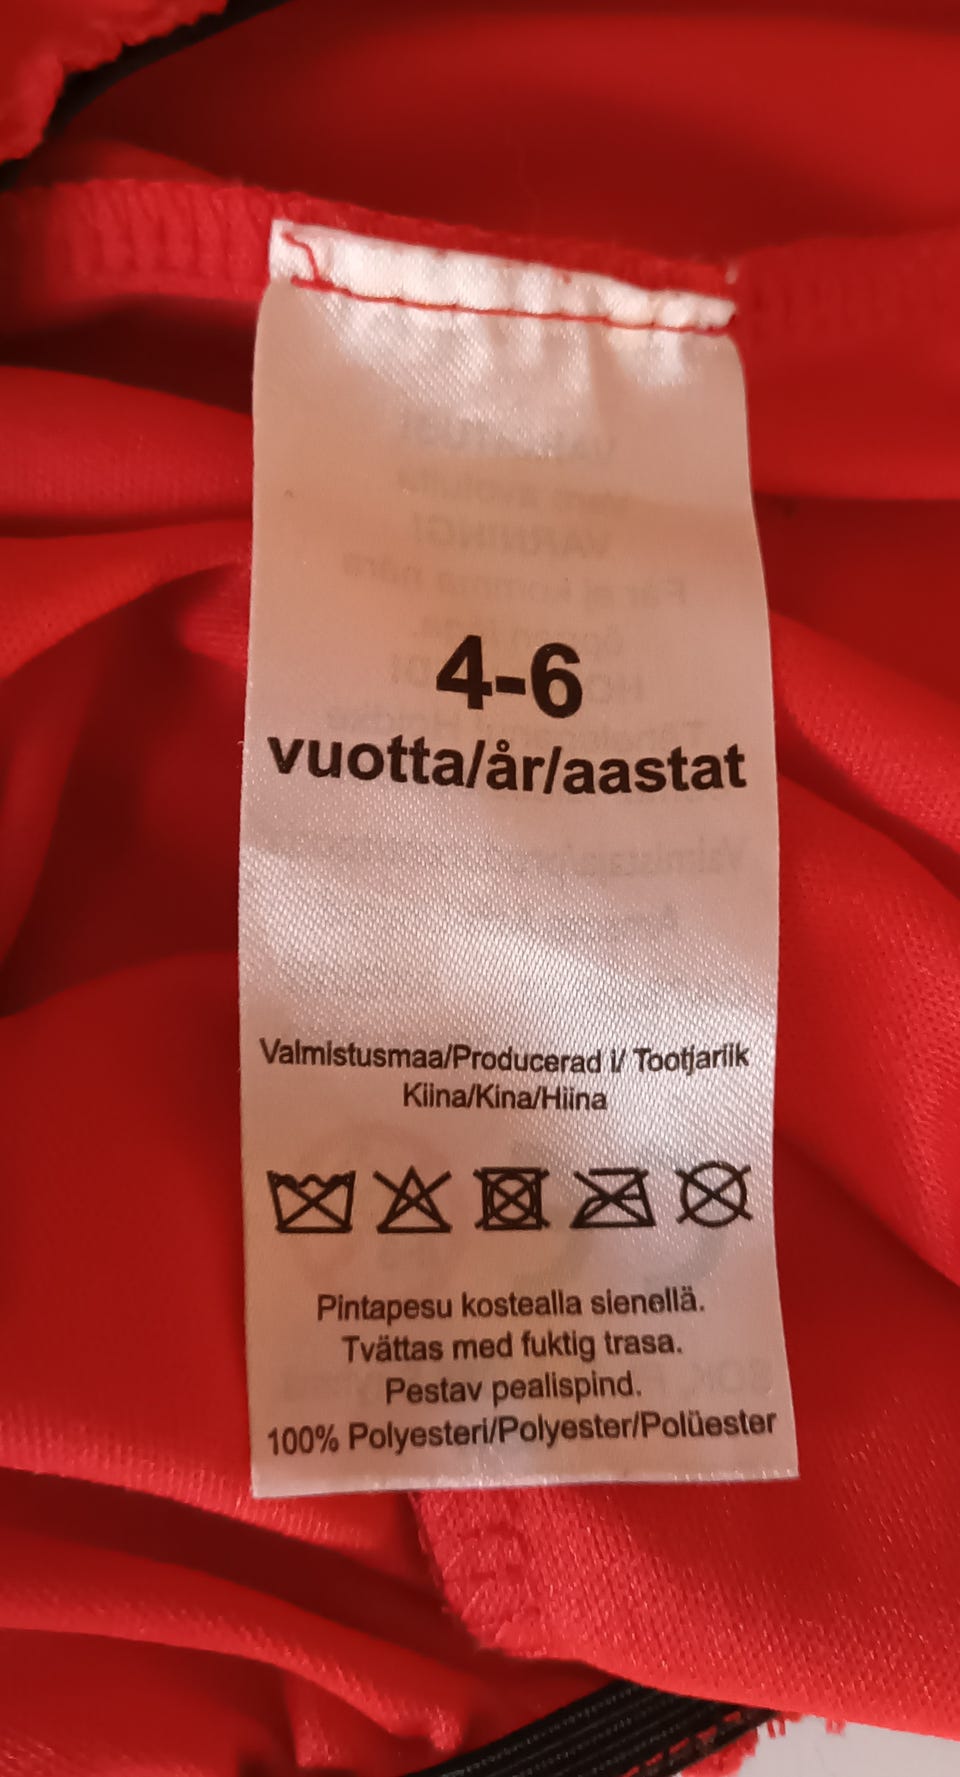 4-6
vuotta/år/aastat
Valmistusmaa/Producerad i/ Tootjariik
Kiina/Kina/Hiina
Pintapesu kostealla sienellä.
Tvättas med fuktig trasa.
Pestav pealispind.
100% Polyesteri/Polyester/Polüester